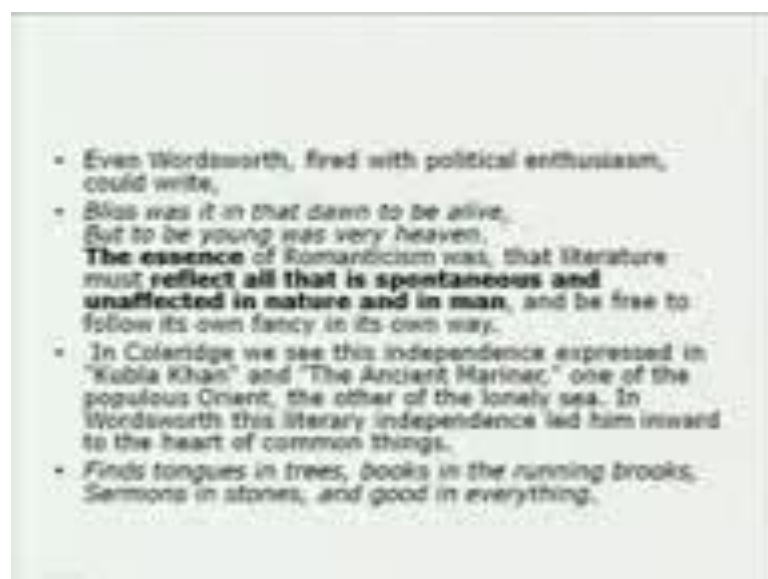 • Even Wordsworth, fired with political enthusiasm,
could write,
• Bliss was it in that dawn to be alive,
But to be young was very heaven.
The essence of Romanticism was, that literature
must reflect all that is spontaneous and
unaffected in nature and in man, and be free to
follow its own fancy in its own way.
• In Coleridge we see this independence expressed in
"Kubla Khan" and "The Ancient Mariner," one of the
populous Orient, the other of the lonely sea. In
Wordsworth this literary independence led him inward
to the heart of common things.
• Finds tongues in trees, books in the running brooks,
Sermons in stones, and good in everything.